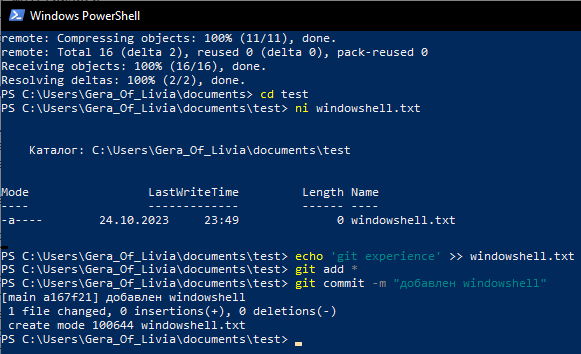 Windows PowerShell
remote: Compressing objects: 100% (11/11), done.
remote: Total 16 (delta 2), reused 0 (delta 0), pack-reused 0
Receiving objects: 100% (16/16), done.
Resolving deltas: 100% (2/2), done.
PS C:\Users\Gera_Of_Livia\documents\test> cd test
PS C:\Users\Gera_Of_Livia\documents\test> ni windowshell.txt
Каталог: C:\Users\Gera_Of_Livia\documents\test
Mode LastWriteTime Length Name
---- ------------- ------ ----
-a---- 24.10.2023 23:49 0 windowshell.txt
PS C:\Users\Gera_Of_Livia\documents\test> echo 'git experience' >> windowshell.txt
PS C:\Users\Gera_Of_Livia\documents\test> git add *
PS C:\Users\Gera_Of_Livia\documents\test> git commit -m "добавлен windowshell"
[main a167f21] добавлен windowshell
1 file changed, 0 insertions(+), 0 deletions(-)
create mode 100644 windowshell.txt
PS C:\Users\Gera_Of_Livia\documents\test>